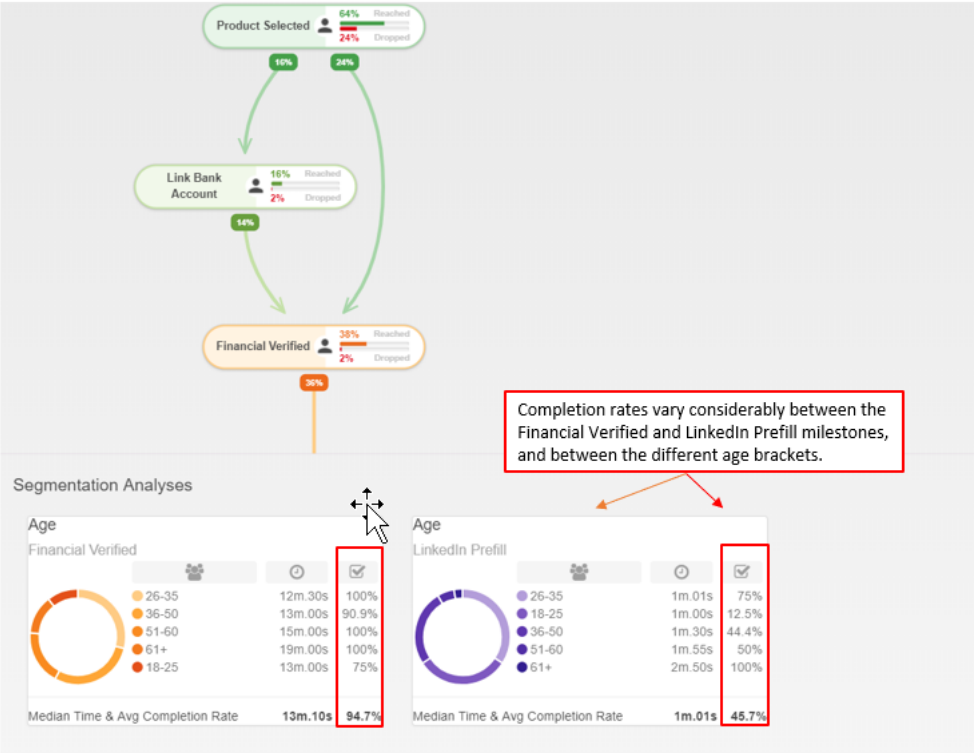 Product Selected
64% Reached
24% Dropped
16% 24%
Link Bank
Account
16% Reached
2% Dropped
14%
Financial Verified
38% Reached
2% Dropped
36%
Completion rates vary considerably between the
Financial Verified and LinkedIn Prefill milestones,
and between the different age brackets.
Segmentation Analyses
Age
Financial Verified
26-35 12m.30s 100%
36-50 13m.00s 90.9%
51-60 15m.00s 100%
61+ 19m.00s 100%
18-25 13m.00s 75%
Median Time & Avg Completion Rate 13m.10s 94.7%
Age
LinkedIn Prefill
26-35 1m.01s 75%
18-25 1m.00s 12.5%
36-50 1m.30s 44.4%
51-60 1m.55s 50%
61+ 2m.50s 100%
Median Time & Avg Completion Rate 1m.01s 45.7%